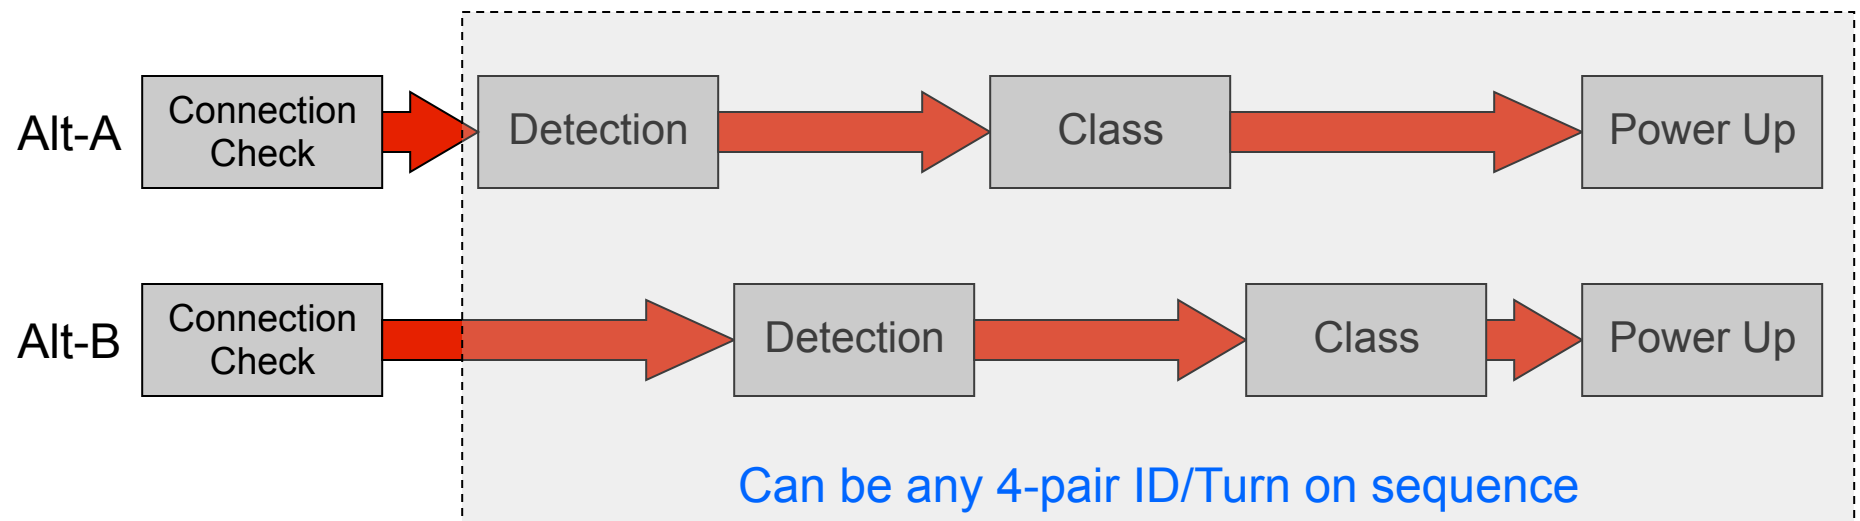 Alt-A
Connection
Check
Detection
Class
Power Up
Alt-B
Connection
Check
Detection
Class
Power Up
Can be any 4-pair ID/Turn on sequence